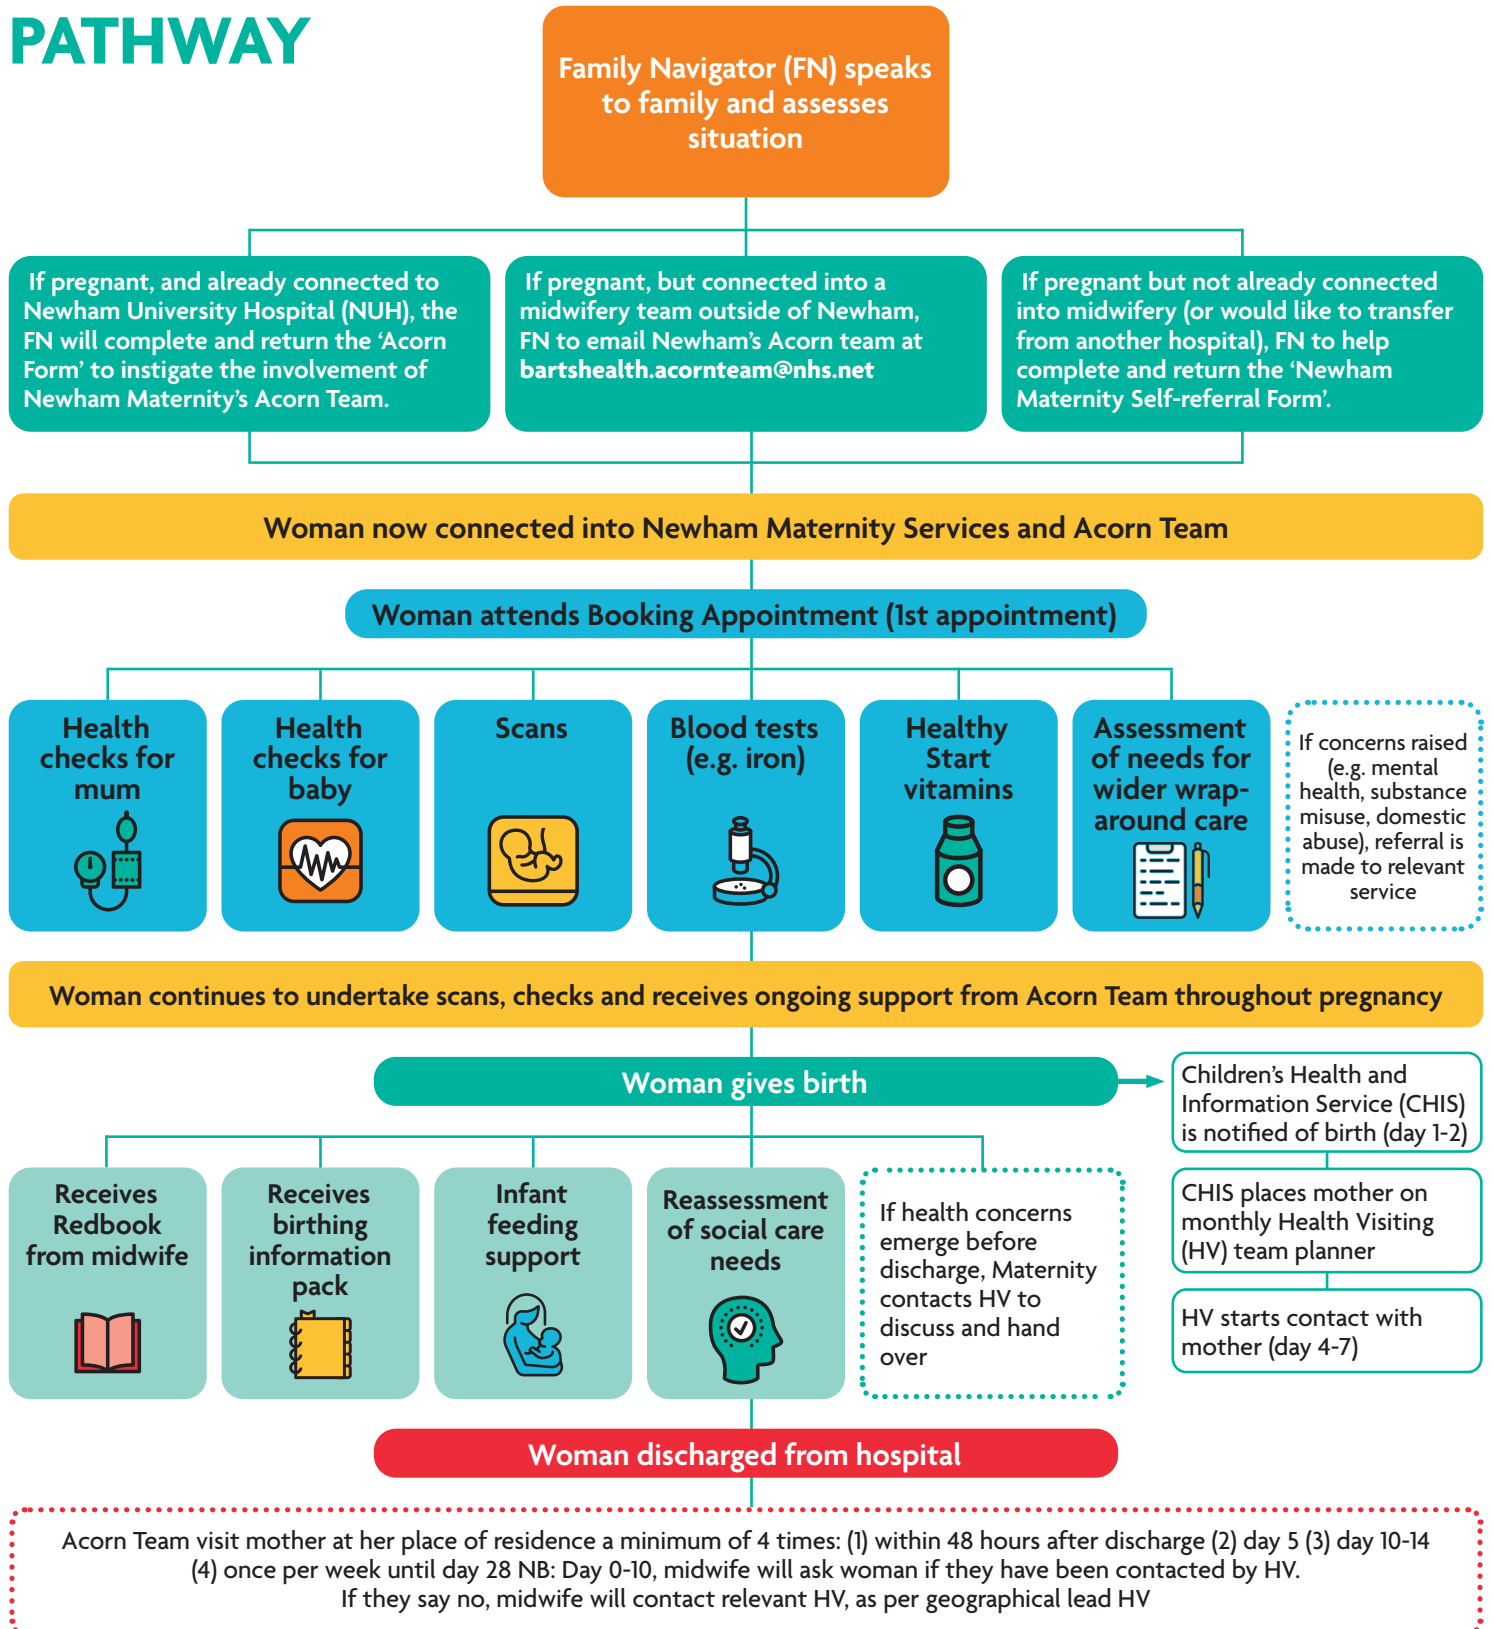 PATHWAY
Family Navigator (FN) speaks
to family and assesses
situation
If pregnant, and already connected to
Newham University Hospital (NUH), the
FN will complete and return the ‘Acorn
Form’ to instigate the involvement of
Newham Maternity’s Acorn Team.
If pregnant, but connected into a
midwifery team outside of Newham,
FN to email Newham’s Acorn team at
bartshealth.acornteam@nhs.net
If pregnant but not already connected
into midwifery (or would like to transfer
from another hospital), FN to help
complete and return the ‘Newham
Maternity Self-referral Form’.
Woman now connected into Newham Maternity Services and Acorn Team
Woman attends Booking Appointment (1st appointment)
Health
checks for
mum
Health
checks for
baby
Scans
Blood tests
(e.g. iron)
Healthy
Start
vitamins
Assessment
of needs for
wider wrap-
around care
If concerns raised
(e.g. mental
health, substance
misuse, domestic
abuse), referral is
made to relevant
service
Woman continues to undertake scans, checks and receives ongoing support from Acorn Team throughout pregnancy
Woman gives birth
Children’s Health and
Information Service (CHIS)
is notified of birth (day 1-2)
CHIS places mother on
monthly Health Visiting
(HV) team planner
HV starts contact with
mother (day 4-7)
Receives
Redbook
from midwife
Receives
birthing
information
pack
Infant
feeding
support
Reassessment
of social care
needs
If health concerns
emerge before
discharge, Maternity
contacts HV to
discuss and hand
over
Woman discharged from hospital
Acorn Team visit mother at her place of residence a minimum of 4 times: (1) within 48 hours after discharge (2) day 5 (3) day 10-14
(4) once per week until day 28 NB: Day 0-10, midwife will ask woman if they have been contacted by HV.
If they say no, midwife will contact relevant HV, as per geographical lead HV